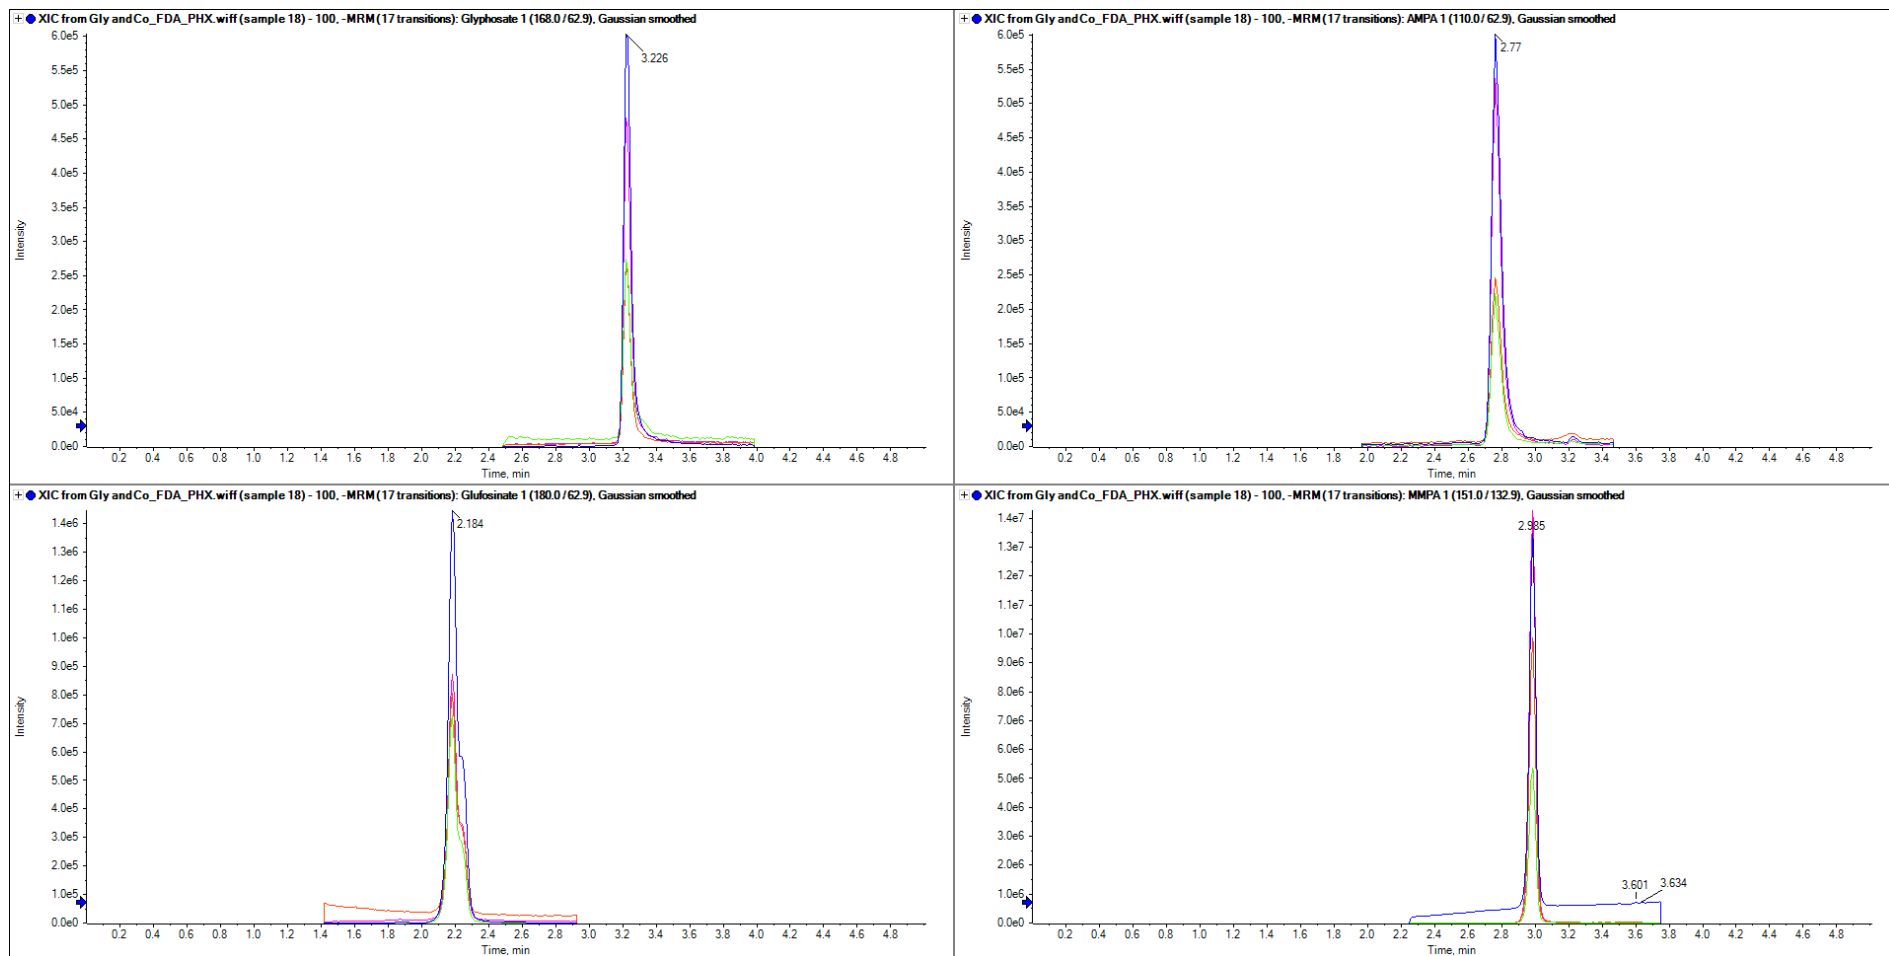 XIC from Gly and Co_FDA_PHX.wiff (sample 18) - 100, -MRM (17 transitions): Glyphosate 1 (168.0 / 62.9), Gaussian smoothed
6.0e5
3.226
5.5e5
5.0e5
4.5e5
4.0e5
3.5e5
3.0e5
2.5e5
2.0e5
1.5e5
1.0e5
5.0e4
0.0e0
Intensity
0.2 0.4 0.6 0.8 1.0 1.2 1.4 1.6 1.8 2.0 2.2 2.4 2.6 2.8 3.0 3.2 3.4 3.6 3.8 4.0 4.2 4.4 4.6 4.8
Time, min
XIC from Gly and Co_FDA_PHX.wiff (sample 18) - 100, -MRM (17 transitions): AMPA 1 (110.0 / 62.9), Gaussian smoothed
6.0e5
2.77
5.5e5
5.0e5
4.5e5
4.0e5
3.5e5
3.0e5
2.5e5
2.0e5
1.5e5
1.0e5
5.0e4
0.0e0
Intensity
0.2 0.4 0.6 0.8 1.0 1.2 1.4 1.6 1.8 2.0 2.2 2.4 2.6 2.8 3.0 3.2 3.4 3.6 3.8 4.0 4.2 4.4 4.6 4.8
Time, min
XIC from Gly and Co_FDA_PHX.wiff (sample 18) - 100, -MRM (17 transitions): Glufosinate 1 (180.0 / 62.9), Gaussian smoothed
1.4e6
2.184
1.3e6
1.2e6
1.1e6
1.0e6
9.0e5
8.0e5
7.0e5
6.0e5
5.0e5
4.0e5
3.0e5
2.0e5
1.0e5
0.0e0
Intensity
0.2 0.4 0.6 0.8 1.0 1.2 1.4 1.6 1.8 2.0 2.2 2.4 2.6 2.8 3.0 3.2 3.4 3.6 3.8 4.0 4.2 4.4 4.6 4.8
Time, min
XIC from Gly and Co_FDA_PHX.wiff (sample 18) - 100, -MRM (17 transitions): MMPA 1 (151.0 / 132.9), Gaussian smoothed
1.4e7
2.985
1.3e7
1.2e7
1.1e7
1.0e7
9.0e6
8.0e6
7.0e6
6.0e6
5.0e6
4.0e6
3.0e6
2.0e6
1.0e6
3.601 3.634
0.0e0
Intensity
0.2 0.4 0.6 0.8 1.0 1.2 1.4 1.6 1.8 2.0 2.2 2.4 2.6 2.8 3.0 3.2 3.4 3.6 3.8 4.0 4.2 4.4 4.6 4.8
Time, min